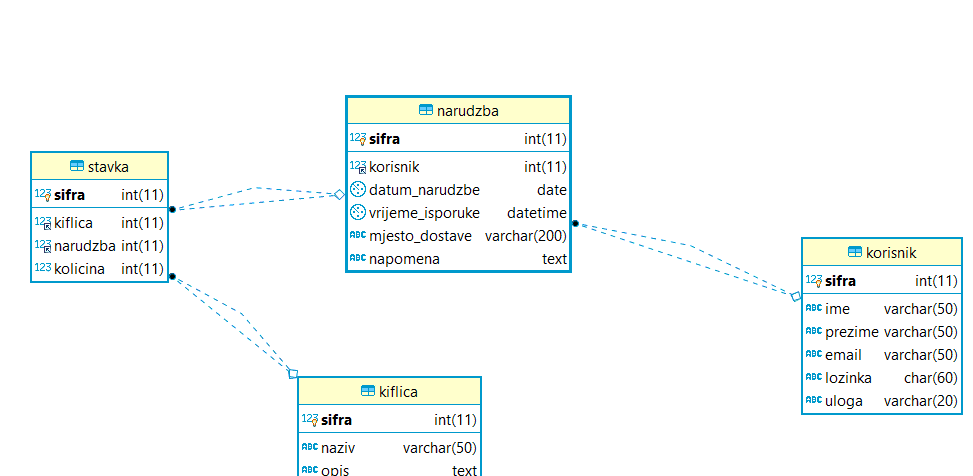 narudzba
123 sifra int(11)
123 korisnik int(11)
datum_narudzbe date
vrijeme_isporuke datetime
ABC mjesto_dostave varchar(200)
ABC napomena text
stavka
123 sifra int(11)
123 kiflica int(11)
123 narudzba int(11)
123 kolicina int(11)
korisnik
123 sifra int(11)
ABC ime varchar(50)
ABC prezime varchar(50)
ABC email varchar(50)
ABC lozinka char(60)
ABC uloga varchar(20)
kiflica
123 sifra int(11)
ABC naziv varchar(50)
ABC opis text